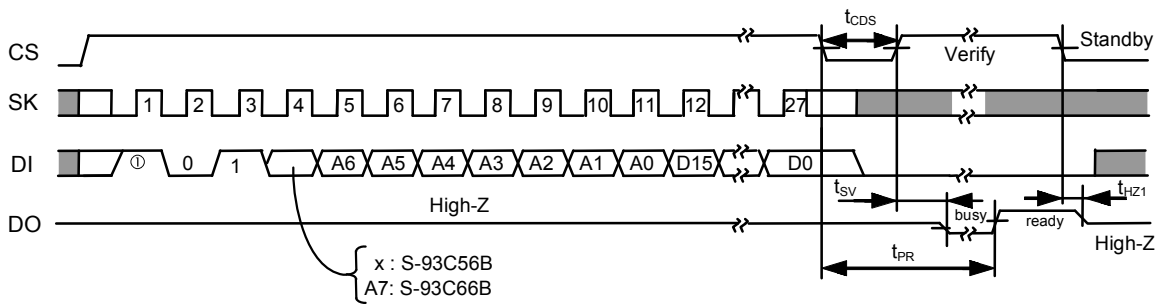 tCDS
CS
Verify
Standby
SK
1 2 3 4 5 6 7 8 9 10 11 12 27
DI
① 0 1 A6 A5 A4 A3 A2 A1 A0 D15 D0
tSV
tHZ1
High-Z
busy
ready
DO
High-Z
tPR
x : S-93C56B
A7: S-93C66B